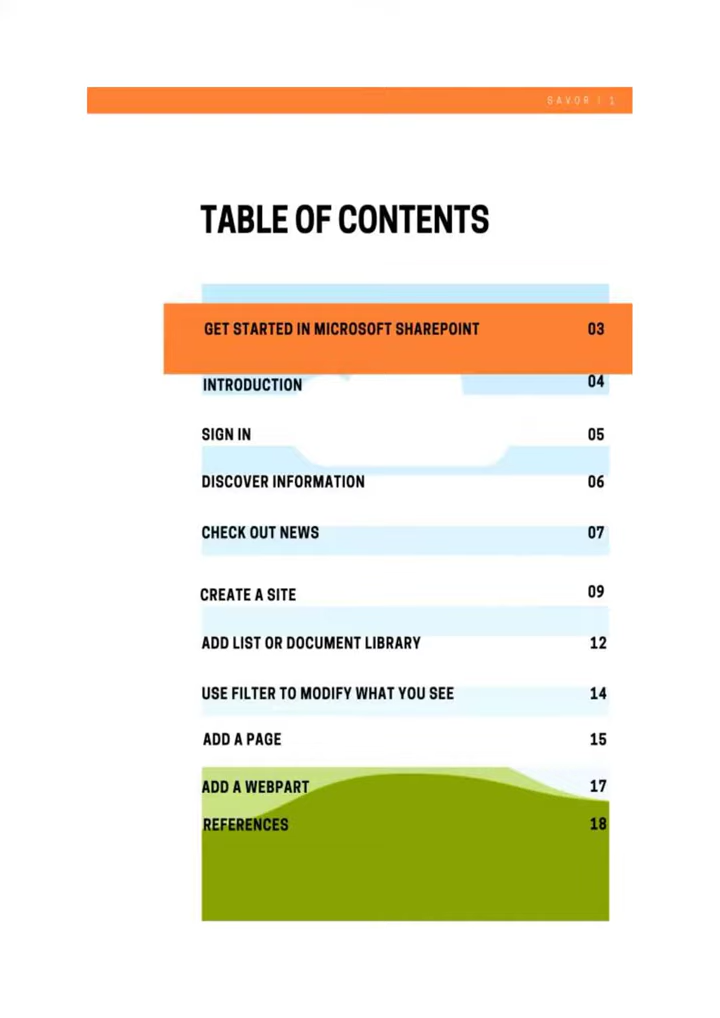 SAVOR | 1
TABLE OF CONTENTS
GET STARTED IN MICROSOFT SHAREPOINT 03
INTRODUCTION 04
SIGN IN 05
DISCOVER INFORMATION 06
CHECK OUT NEWS 07
CREATE A SITE 09
ADD LIST OR DOCUMENT LIBRARY 12
USE FILTER TO MODIFY WHAT YOU SEE 14
ADD A PAGE 15
ADD A WEBPART 17
REFERENCES 18